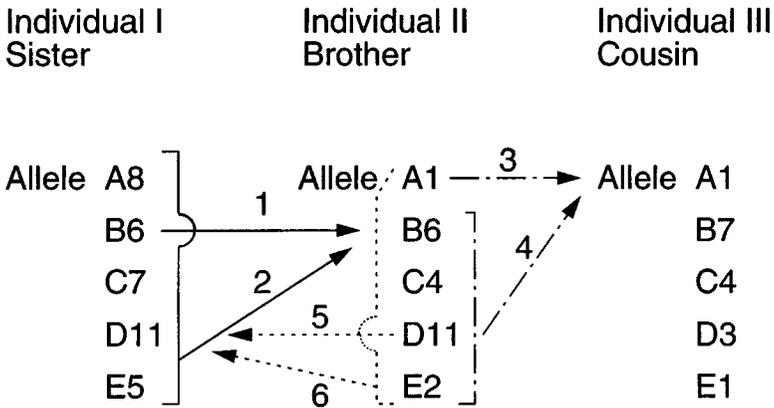 Individual I Individual II Individual III
Sister Brother Cousin
Allele A8 Allele A1 3 Allele A1
B6 1 B6 B7
C7 2 C4 4 C4
D11 5 D11 D3
E5 6 E2 E1